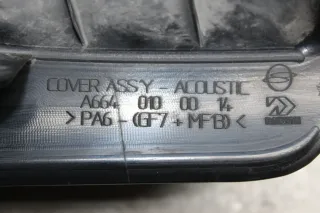 COVER ASSY - ACOUSTIC
A664 010 00 14
>PA6-(GF7+MF13)<